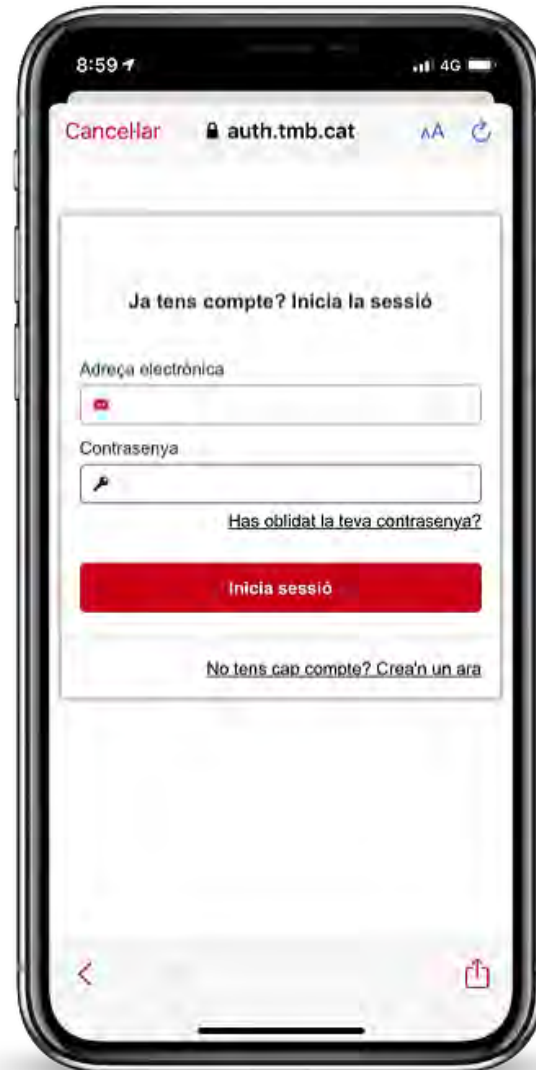 8:59
4G
Cancel·lar auth.tmb.cat AA
Ja tens compte? Inicia la sessió
Adreça electrònica
Contrasenya
Has oblidat la teva contrasenya?
Inicia sessió
No tens cap compte? Crea'n un ara